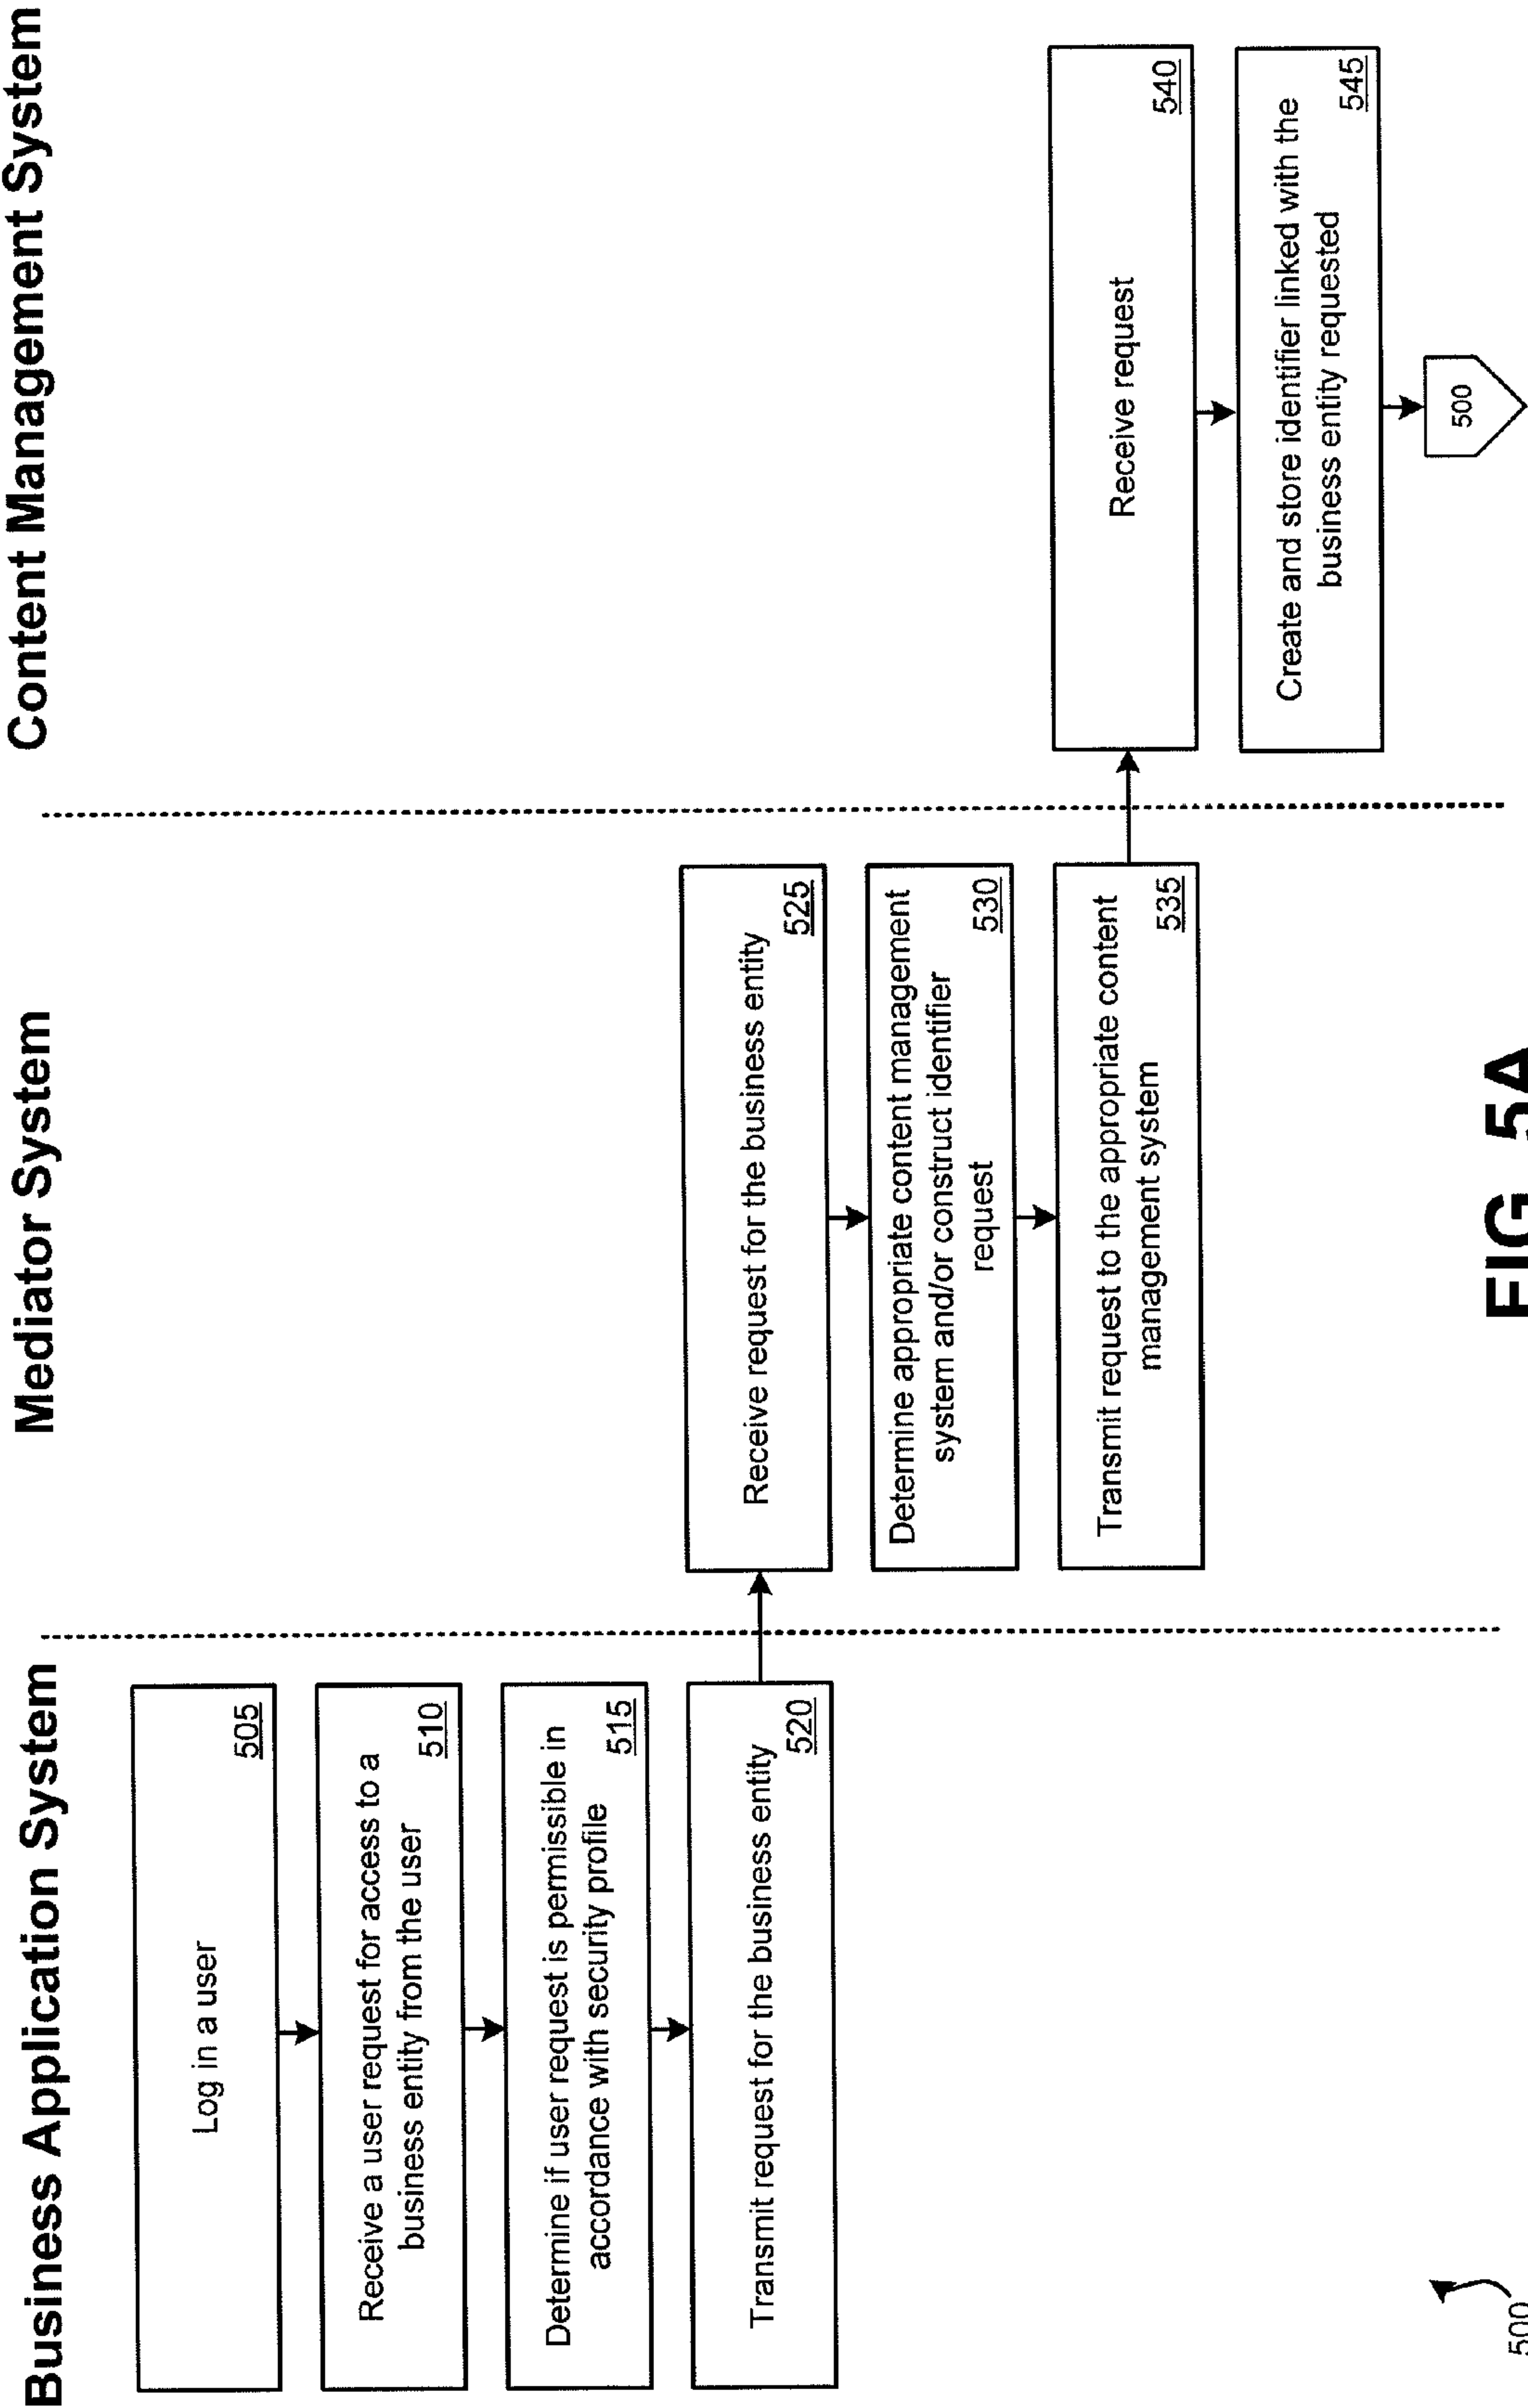 Business Application System
Mediator System
Content Management System
Log in a user
505
Receive a user request for access to a
business entity from the user
510
Determine if user request is permissible in
accordance with security profile
515
Transmit request for the business entity
520
Receive request for the business entity
525
Determine appropriate content management
system and/or construct identifier
request
530
Transmit request to the appropriate content
management system
535
Receive request
540
Create and store identifier linked with the
business entity requested
545
500
500
FIG. 5A